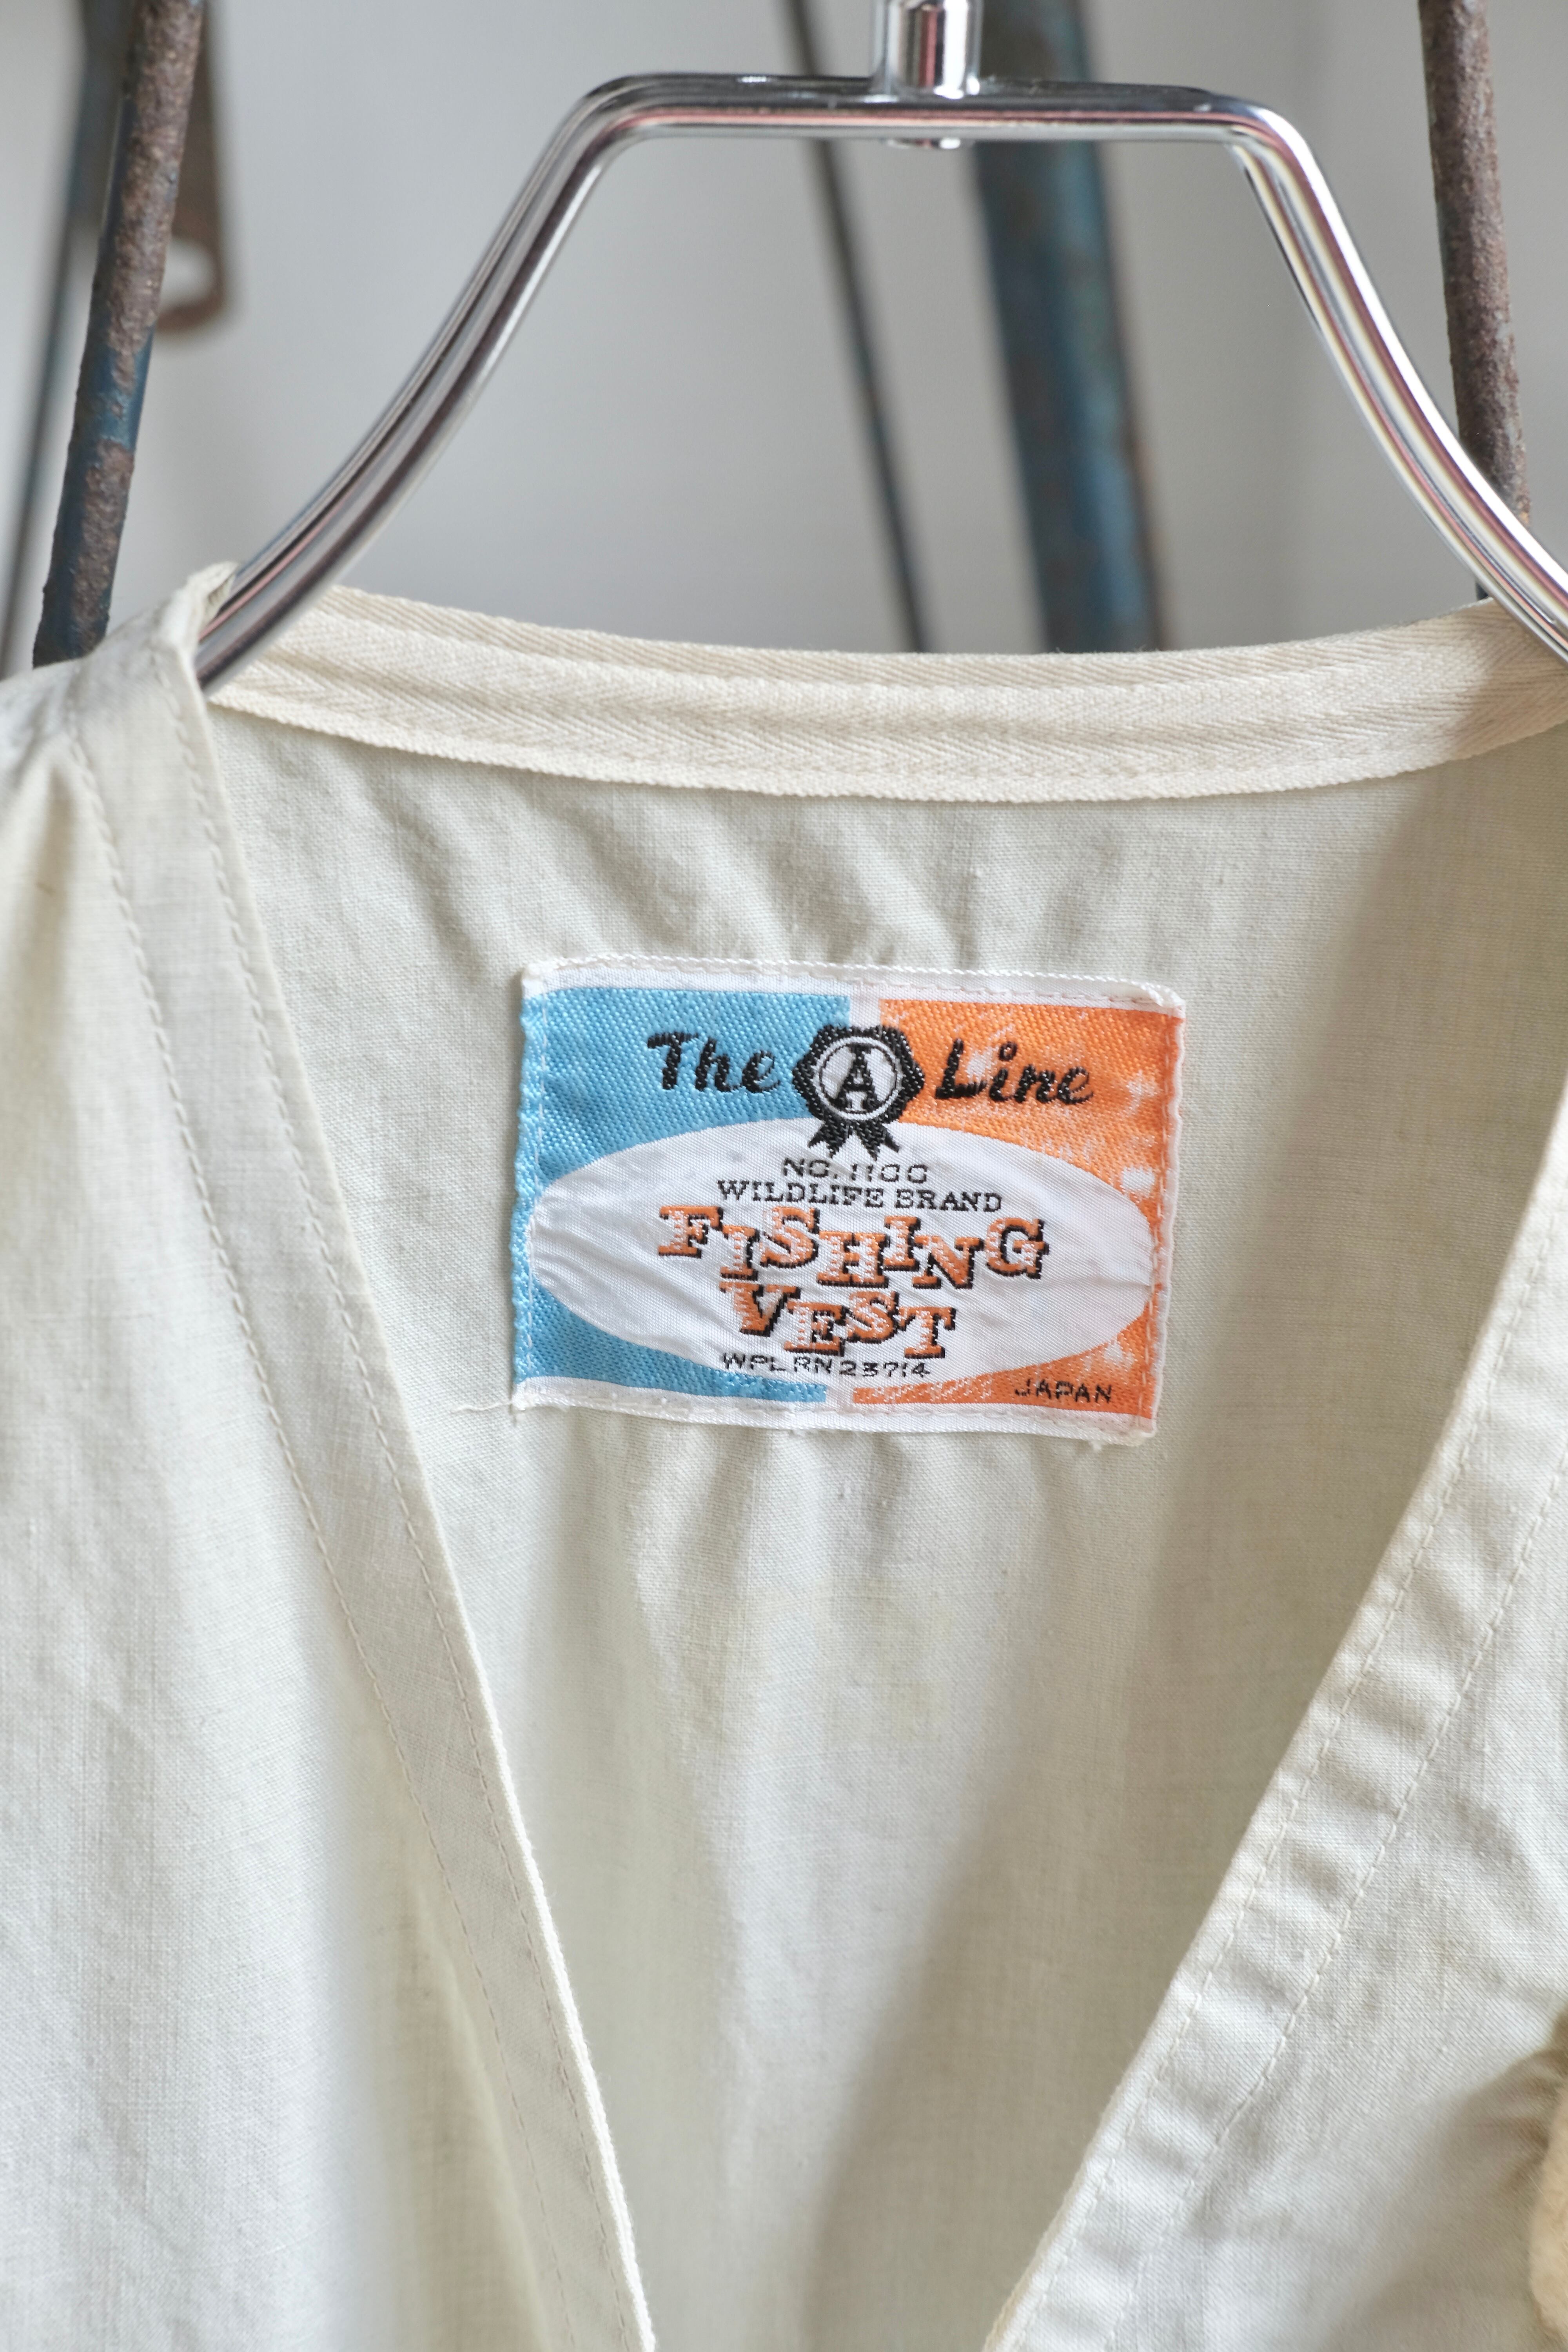 The A Line
NO. 1100
WILDLIFE BRAND
FISHING
VEST
WPL RN 23714
JAPAN